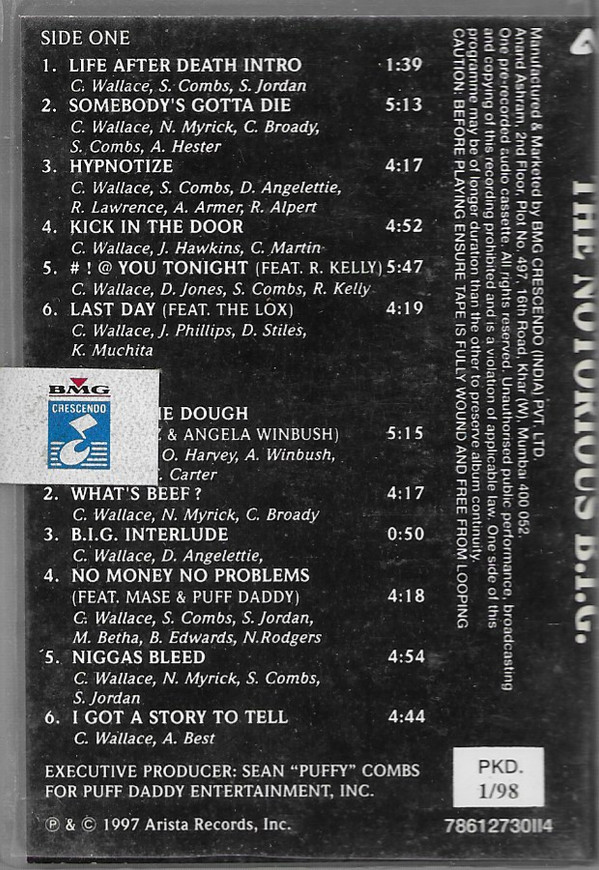 SIDE ONE
1. LIFE AFTER DEATH INTRO 1:39
C. Wallace, S. Combs, S. Jordan
2. SOMEBODY'S GOTTA DIE 5:13
C. Wallace, N. Myrick, C. Broady,
S. Combs, A. Hester
3. HYPNOTIZE 4:17
C. Wallace, S. Combs, D. Angelettie,
R. Lawrence, A. Armer, R. Alpert
4. KICK IN THE DOOR 4:52
C. Wallace, J. Hawkins, C. Martin
5. # ! @ YOU TONIGHT (FEAT. R. KELLY) 5:47
C. Wallace, D. Jones, S. Combs, R. Kelly
6. LAST DAY (FEAT. THE LOX) 4:19
C. Wallace, J. Phillips, D. Stiles,
K. Muchita
BMG
CRESCENDO
DOUGH
& ANGELA WINBUSH) 5:15
O. Harvey, A. Winbush,
. Carter
2. WHAT'S BEEF? 4:17
C. Wallace, N. Myrick, C. Broady
3. B.I.G. INTERLUDE 0:50
C. Wallace, D. Angelettie,
4. NO MONEY NO PROBLEMS
(FEAT. MASE & PUFF DADDY) 4:18
C. Wallace, S. Combs, S. Jordan,
M. Betha, B. Edwards, N.Rodgers
5. NIGGAS BLEED 4:54
C. Wallace, N. Myrick, S. Combs,
S. Jordan
6. I GOT A STORY TO TELL 4:44
C. Wallace, A. Best
EXECUTIVE PRODUCER: SEAN "PUFFY" COMBS
FOR PUFF DADDY ENTERTAINMENT, INC.
℗ & © 1997 Arista Records, Inc.
Manufactured & Marketed by BMG CRESCENDO (INDIA) PVT. LTD.
Anand Ashram, 2nd Floor, Plot No. 497, 16th Road, Khar (W), Mumbai 400 052.
One pre-recorded audio cassette. All rights reserved. Unauthorised public performance, broadcasting
and copying of this recording prohibited and is a violation of applicable law. One side of this
programme may be of longer duration than the other to preserve album continuity.
CAUTION: BEFORE PLAYING ENSURE TAPE IS FULLY WOUND AND FREE FROM LOOPING
PKD.
1/98
78612730114
THE NOTORIOUS B.I.G.